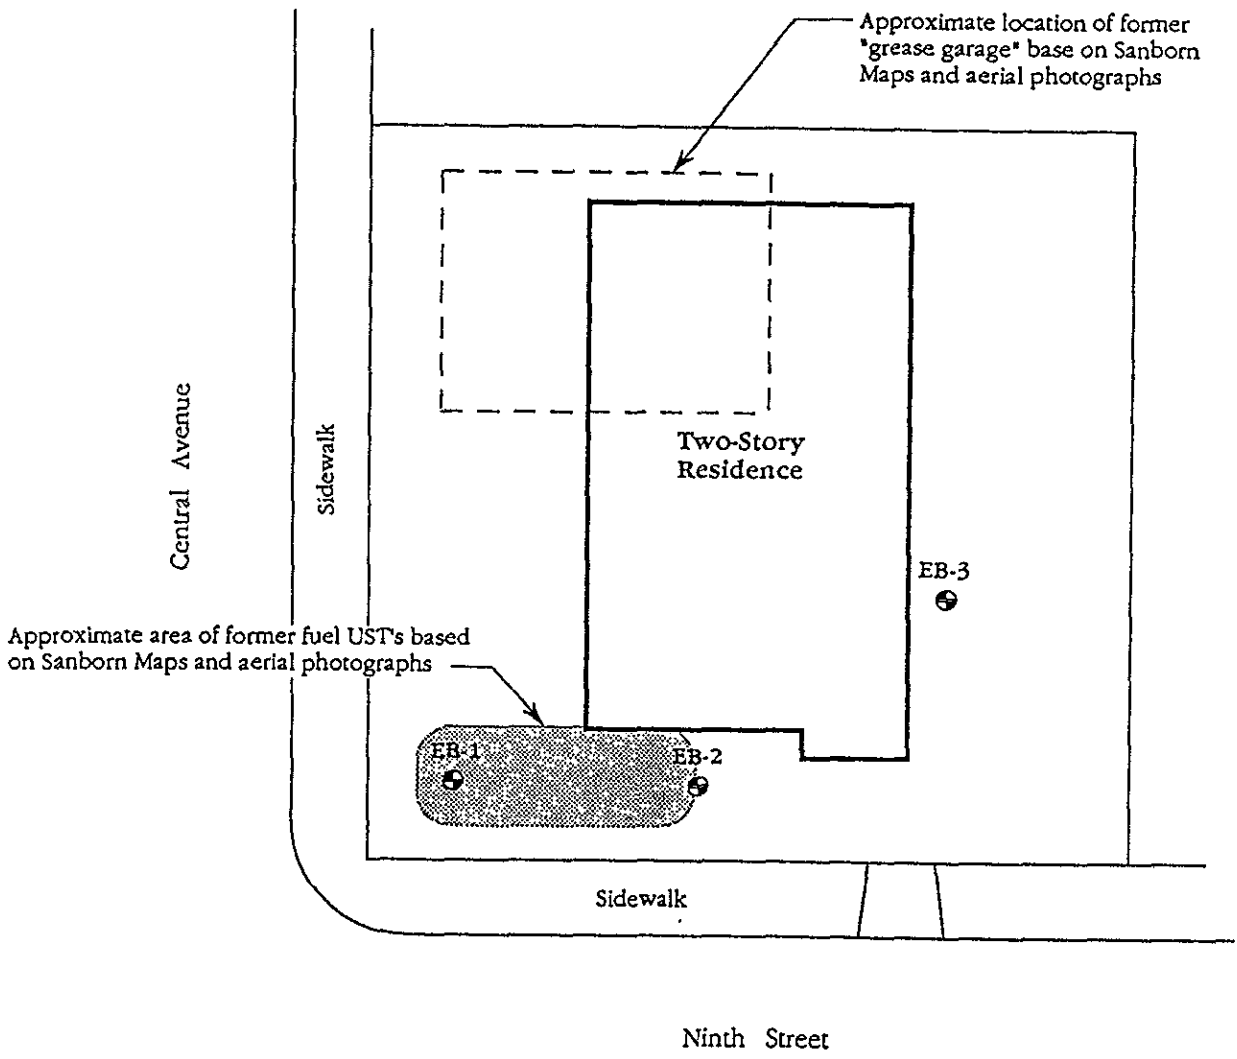 Approximate location of former
"grease garage" base on Sanborn
Maps and aerial photographs
Central Avenue
Sidewalk
Two-Story
Residence
EB-3
Approximate area of former fuel UST's based
on Sanborn Maps and aerial photographs
EB-1
EB-2
Sidewalk
Ninth Street